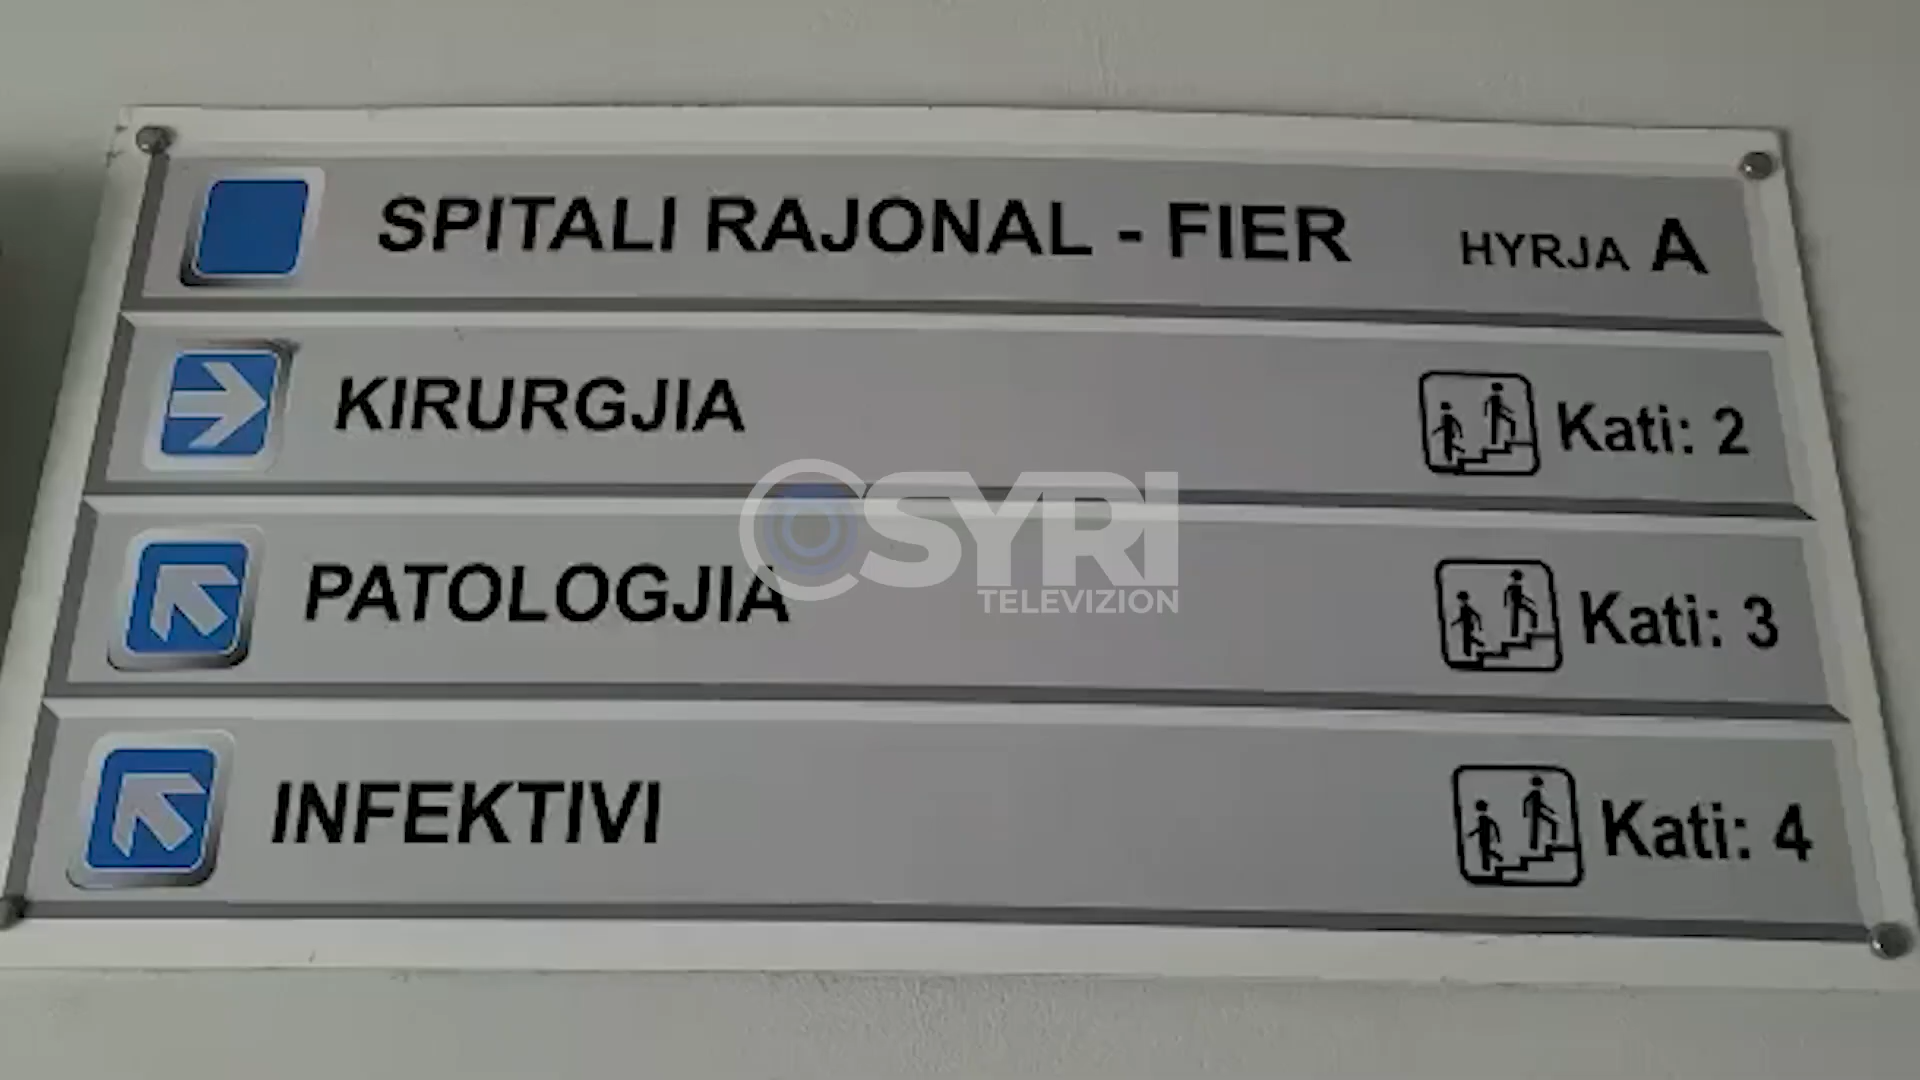 SPITALI RAJONAL - FIER HYRJA A
KIRURGJIA Kati: 2
SYRI
TELEVIZION
PATOLOGJIA Kati: 3
INFEKTIVI Kati: 4